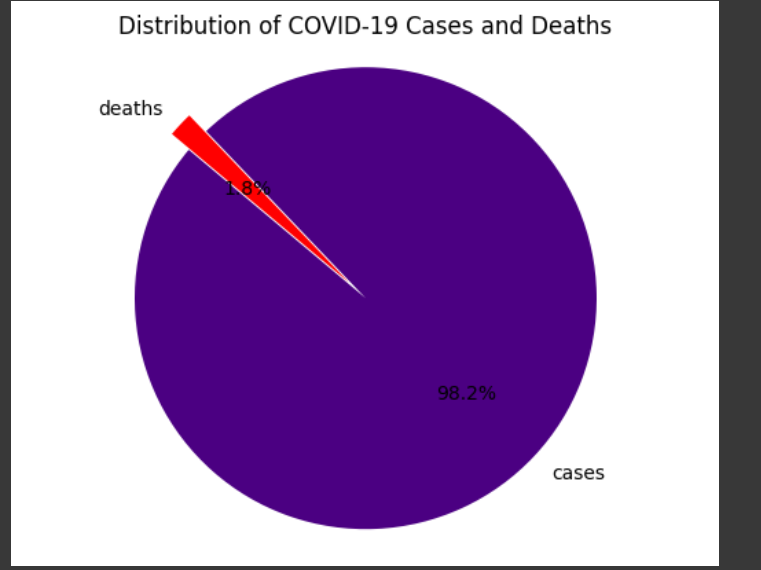 Distribution of COVID-19 Cases and Deaths
deaths
1.8%
98.2%
cases